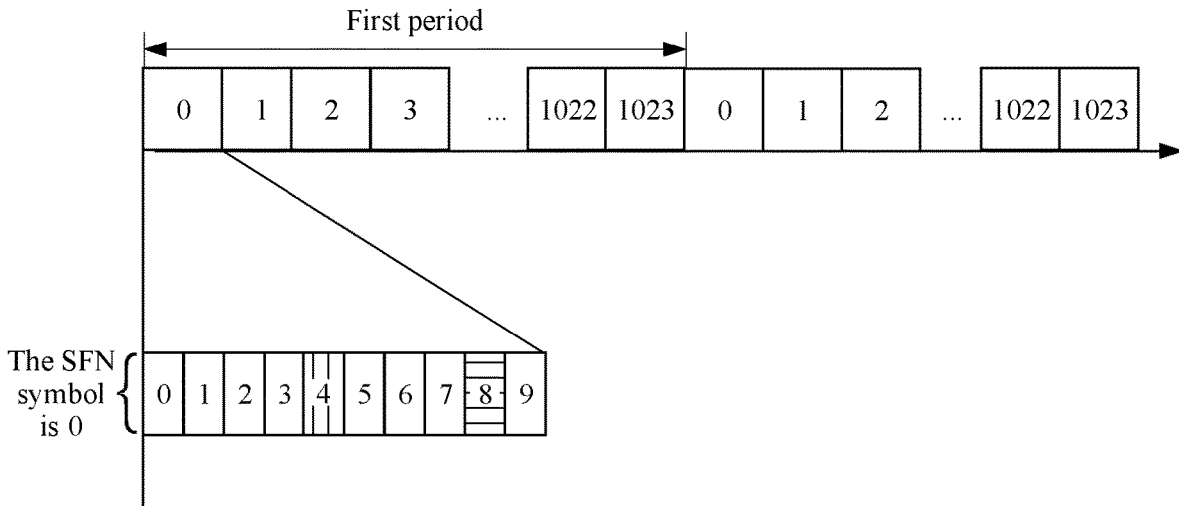 First period
0 1 2 3 ... 1022 1023 0 1 2 ... 1022 1023
The SFN
symbol
is 0
0 1 2 3 4 5 6 7 8 9